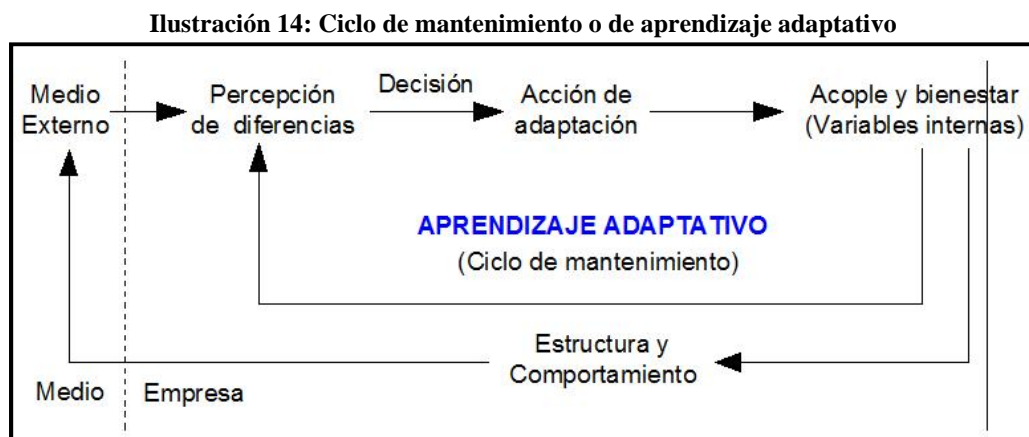 Ilustración 14: Ciclo de mantenimiento o de aprendizaje adaptativo
Medio
Externo
Percepción
de diferencias
Decisión
Acción de
adaptación
Acople y bienestar
(Variables internas)
APRENDIZAJE ADAPTATIVO
(Ciclo de mantenimiento)
Estructura y
Comportamiento
Medio
Empresa